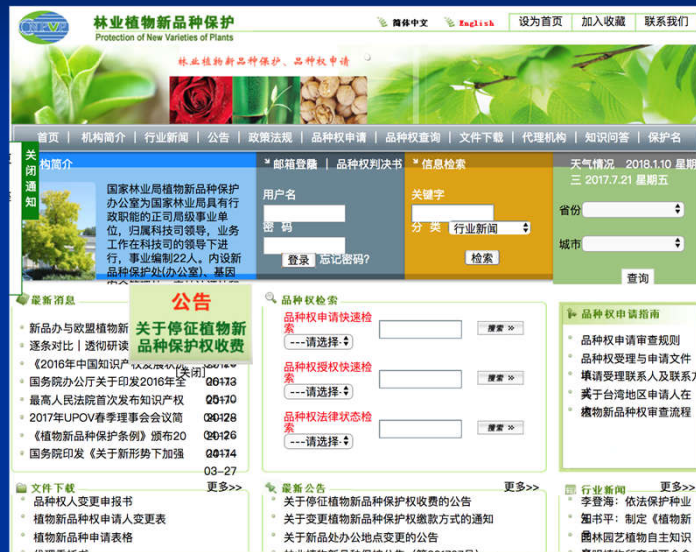 林业植物新品种保护
Protection of New Varieties of Plants
简体中文 English 设为首页 加入收藏 联系我们
林业植物新品种保护、品种权申请
首页 | 机构简介 | 行业新闻 | 公告 | 政策法规 | 品种权申请 | 品种权查询 | 文件下载 | 代理机构 | 知识问答 | 保护名
关闭通知
构简介
国家林业局植物新品种保护
办公室为国家林业局具有行
政职能的正司局级事业单
位，归属科技司领导，业务
工作在科技司的领导下进
行，事业编制22人。内设新
品种保护处(办公室)、基因
邮箱登陆 | 品种权判决书
用户名
密 码
登录 忘记密码?
信息检索
关键字
分 类 行业新闻
检索
天气情况 2018.1.10 星期
三 2017.7.21 星期五
省份
城市
查询
最新消息
新品办与欧盟植物新
逐条对比｜透彻研读
《2016年中国知识产权发展状况
国务院办公厅关于印发2016年全
最高人民法院首次发布知识产权
2017年UPOV春季理事会会议简
《植物新品种保护条例》颁布20
国务院印发《关于新形势下加强
03-27
公告
关于停征植物新
品种保护权收费
[关闭]
品种权检索
品种权申请快速检
索
---请选择-
搜索 »
品种权授权快速检
索
---请选择-
搜索 »
品种权法律状态检
索
---请选择-
搜索 »
品种权申请指南
品种权申请审查规则
品种权受理与申请文件
申请受理联系人及联系方
关于台湾地区申请人在
植物新品种权审查流程
文件下载 更多>>
品种权人变更申报书
植物新品种权申请人变更表
植物新品种申请表格
最新公告 更多>>
关于停征植物新品种保护权收费的公告
关于变更植物新品种保护权缴款方式的通知
关于新品处办公地点变更的公告
行业新闻 更多>>
李登海：依法保护种业
知书平：制定《植物新
园林园艺植物自主知识